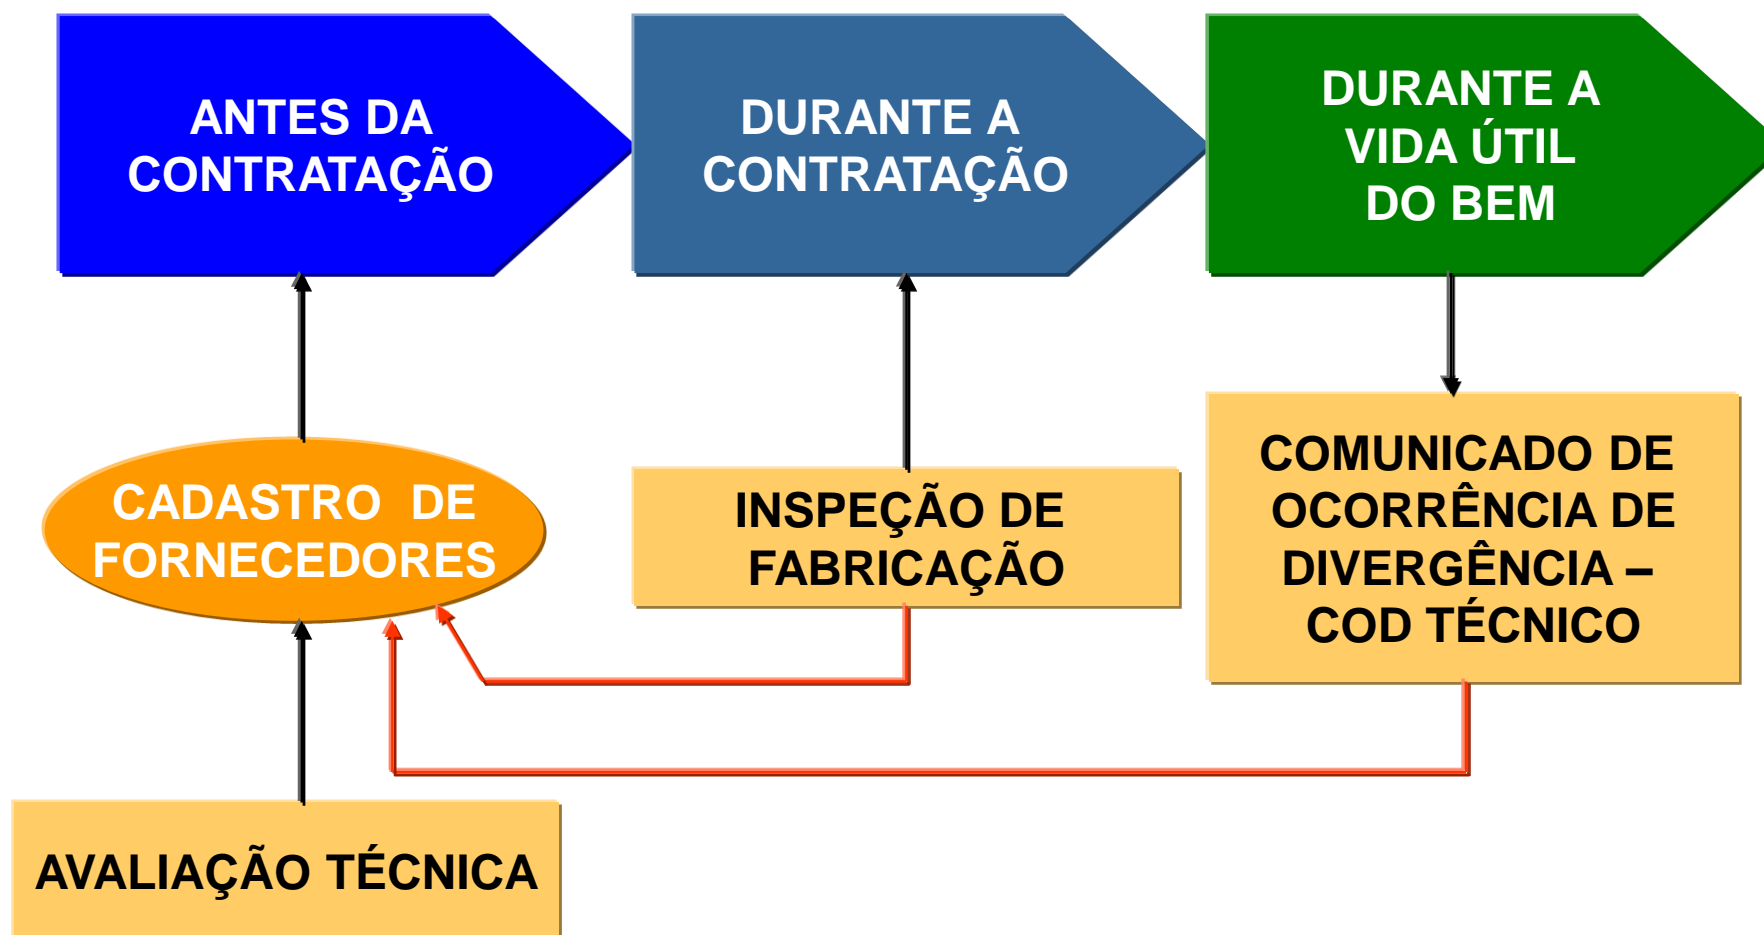 ANTES DA
CONTRATAÇÃO
DURANTE A
CONTRATAÇÃO
DURANTE A
VIDA ÚTIL
DO BEM
CADASTRO DE
FORNECEDORES
INSPEÇÃO DE
FABRICAÇÃO
COMUNICADO DE
OCORRÊNCIA DE
DIVERGÊNCIA –
COD TÉCNICO
AVALIAÇÃO TÉCNICA